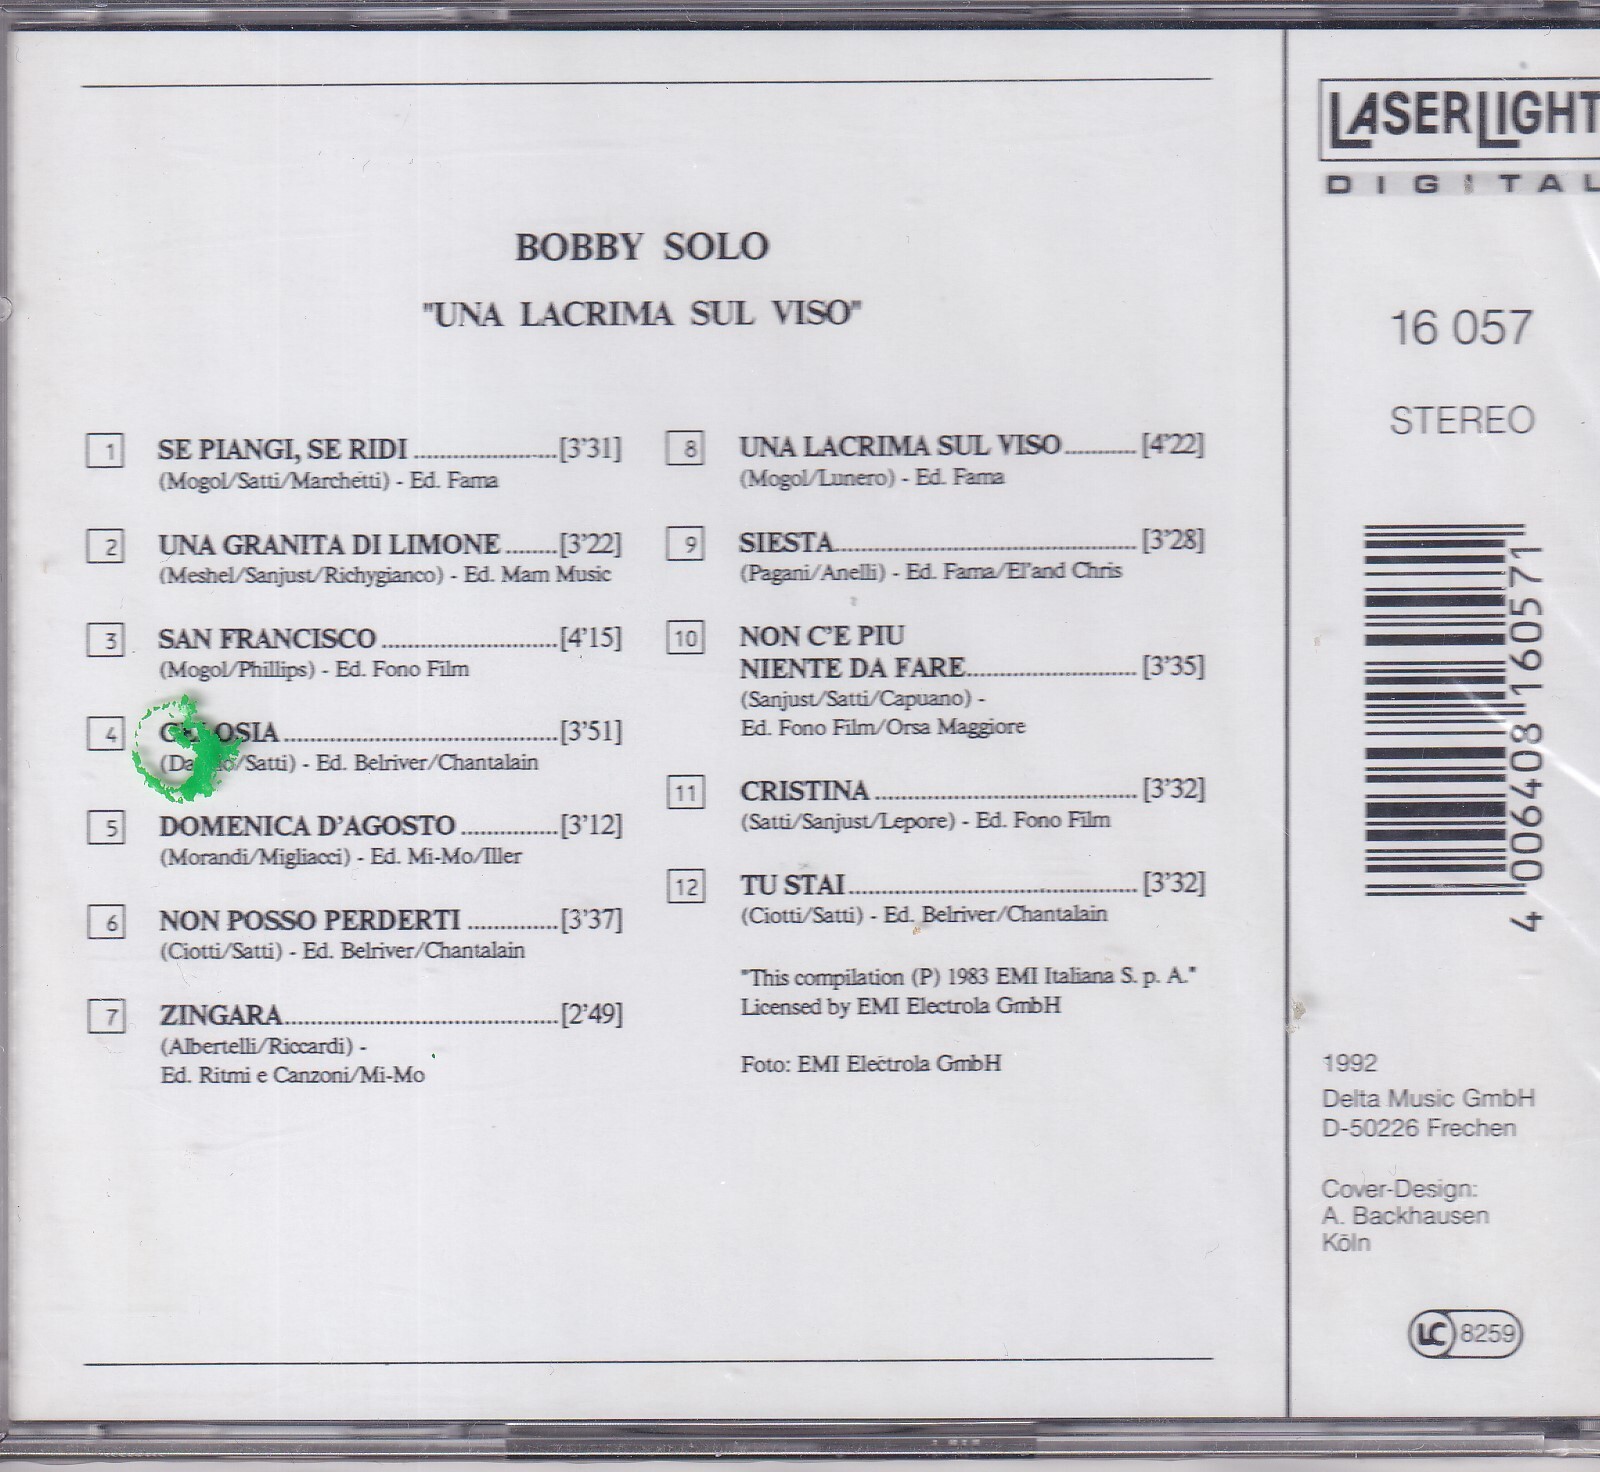 BOBBY SOLO
"UNA LACRIMA SUL VISO"
1 SE PIANGI, SE RIDI ........................ [3'31]
(Mogol/Satti/Marchetti) - Ed. Fama
2 UNA GRANITA DI LIMONE ........ [3'22]
(Meshel/Sanjust/Richygianco) - Ed. Mam Music
3 SAN FRANCISCO ............................. [4'15]
(Mogol/Phillips) - Ed. Fono Film
4 .............................................. [3'51]
/Satti) - Ed. Belriver/Chantalain
5 DOMENICA D'AGOSTO ................ [3'12]
(Morandi/Migliacci) - Ed. Mi-Mo/Iller
6 NON POSSO PERDERTI ............... [3'37]
(Ciotti/Satti) - Ed. Belriver/Chantalain
7 ZINGARA.............................................. [2'49]
(Albertelli/Riccardi) -
Ed. Ritmi e Canzoni/Mi-Mo
8 UNA LACRIMA SUL VISO............ [4'22]
(Mogol/Lunero) - Ed. Fama
9 SIESTA.................................................. [3'28]
(Pagani/Anelli) - Ed. Fama/El'and Chris
10 NON C'E PIU
NIENTE DA FARE............................ [3'35]
(Sanjust/Satti/Capuano) -
Ed. Fono Film/Orsa Maggiore
11 CRISTINA ........................................... [3'32]
(Satti/Sanjust/Lepore) - Ed. Fono Film
12 TU STAI................................................ [3'32]
(Ciotti/Satti) - Ed. Belriver/Chantalain
"This compilation (P) 1983 EMI Italiana S. p. A."
Licensed by EMI Electrola GmbH
Foto: EMI Electrola GmbH
LASERLIGHT
DIGITAL
16 057
STEREO
4 006408 160571
1992
Delta Music GmbH
D-50226 Frechen
Cover-Design:
A. Backhausen
Köln
LC 8259